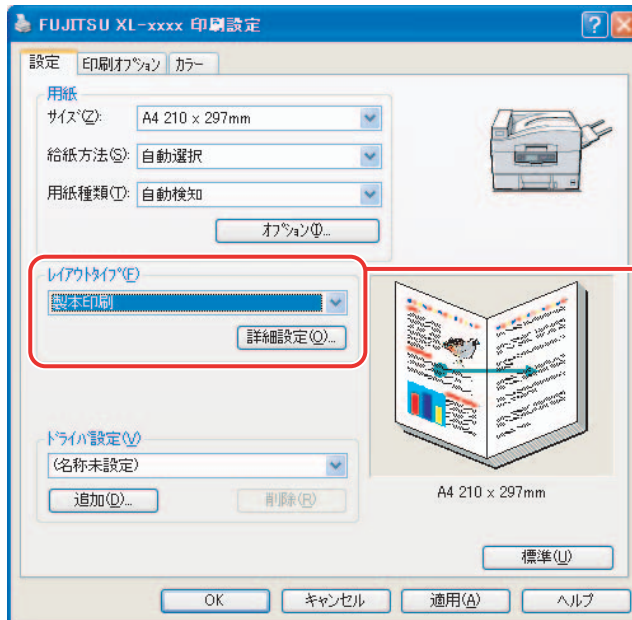 FUJITSU XL-xxxx 印刷設定
設定 印刷オプション カラー
用紙
サイズ(Z): A4 210 x 297mm
給紙方法(S): 自動選択
用紙種類(T): 自動検知
オプション(I)...
レイアウトタイプ(F)
製本印刷
詳細設定(O)...
ドライバ設定(V)
(名称未設定)
追加(D)... 削除(R)
A4 210 x 297mm
標準(U)
OK キャンセル 適用(A) ヘルプ